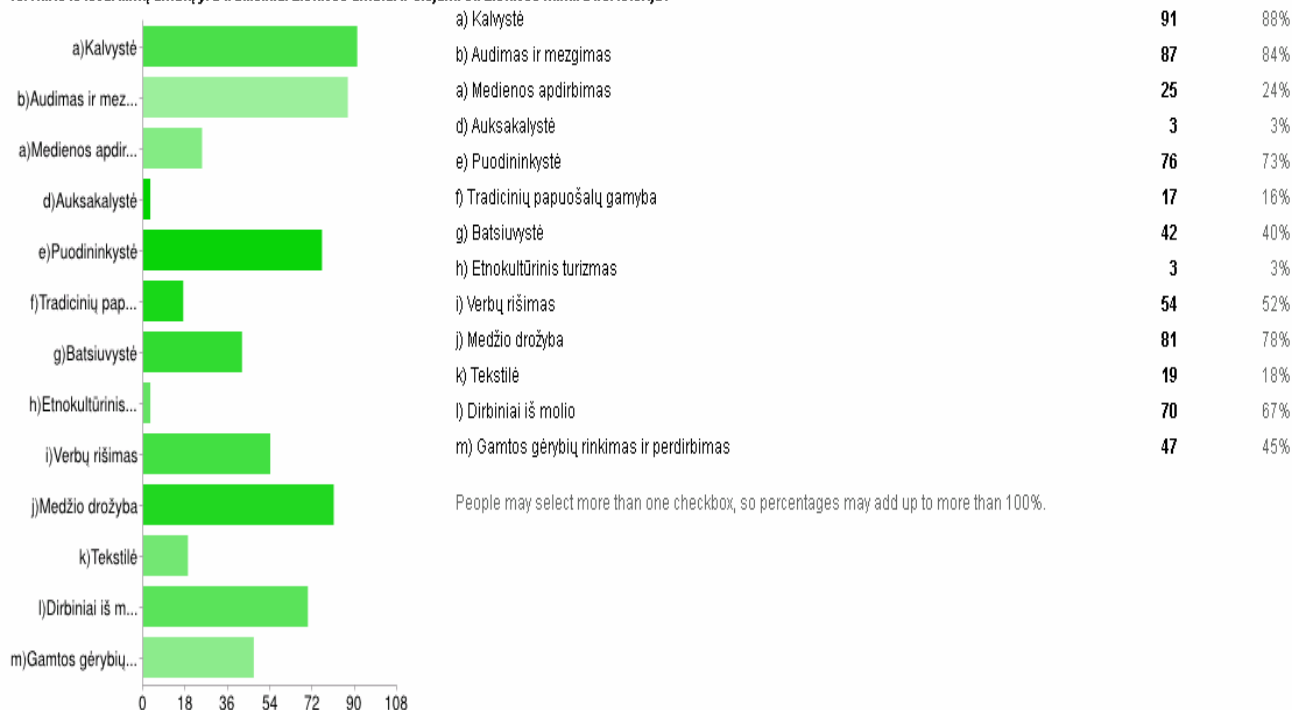 a)Kalvystė
b)Audimas ir mez...
a)Medienos apdir...
d)Auksakalystė
e)Puodininkystė
f)Tradicinių pap...
g)Batsiuvystė
h)Etnokultūrinis...
i)Verbų rišimas
j)Medžio drožyba
k)Tekstilė
l)Dirbiniai iš m...
m)Gamtos gėrybių...
0 18 36 54 72 90 108
a) Kalvystė 91 88%
b) Audimas ir mezgimas 87 84%
a) Medienos apdirbimas 25 24%
d) Auksakalystė 3 3%
e) Puodininkystė 76 73%
f) Tradicinių papuošalų gamyba 17 16%
g) Batsiuvystė 42 40%
h) Etnokultūrinis turizmas 3 3%
i) Verbų rišimas 54 52%
j) Medžio drožyba 81 78%
k) Tekstilė 19 18%
l) Dirbiniai iš molio 70 67%
m) Gamtos gėrybių rinkimas ir perdirbimas 47 45%
People may select more than one checkbox, so percentages may add up to more than 100%.